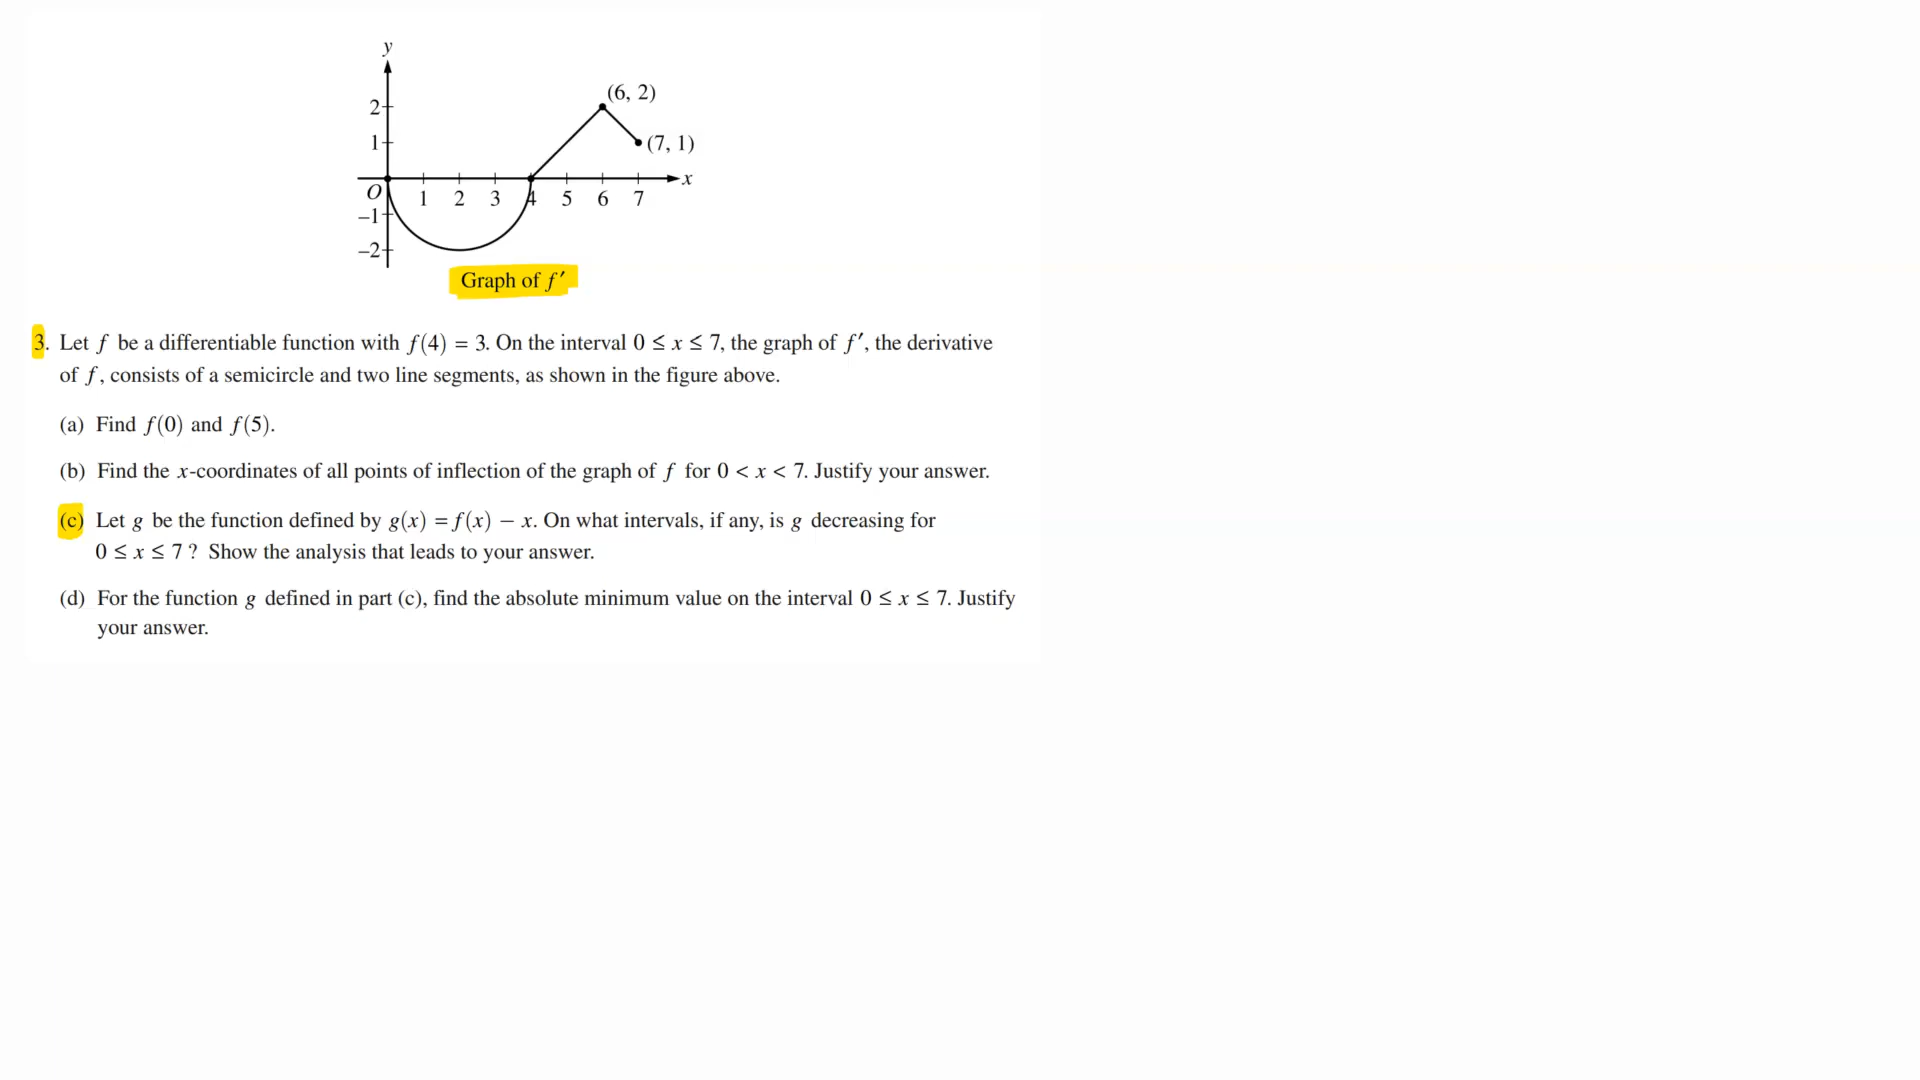 y
(6, 2)
2
1
(7, 1)
x
O
1 2 3 4 5 6 7
−1
−2
Graph of f′
3. Let f be a differentiable function with f(4) = 3. On the interval 0 ≤ x ≤ 7, the graph of f′, the derivative
of f, consists of a semicircle and two line segments, as shown in the figure above.
(a) Find f(0) and f(5).
(b) Find the x-coordinates of all points of inflection of the graph of f for 0 < x < 7. Justify your answer.
(c) Let g be the function defined by g(x) = f(x) − x. On what intervals, if any, is g decreasing for
0 ≤ x ≤ 7 ? Show the analysis that leads to your answer.
(d) For the function g defined in part (c), find the absolute minimum value on the interval 0 ≤ x ≤ 7. Justify
your answer.